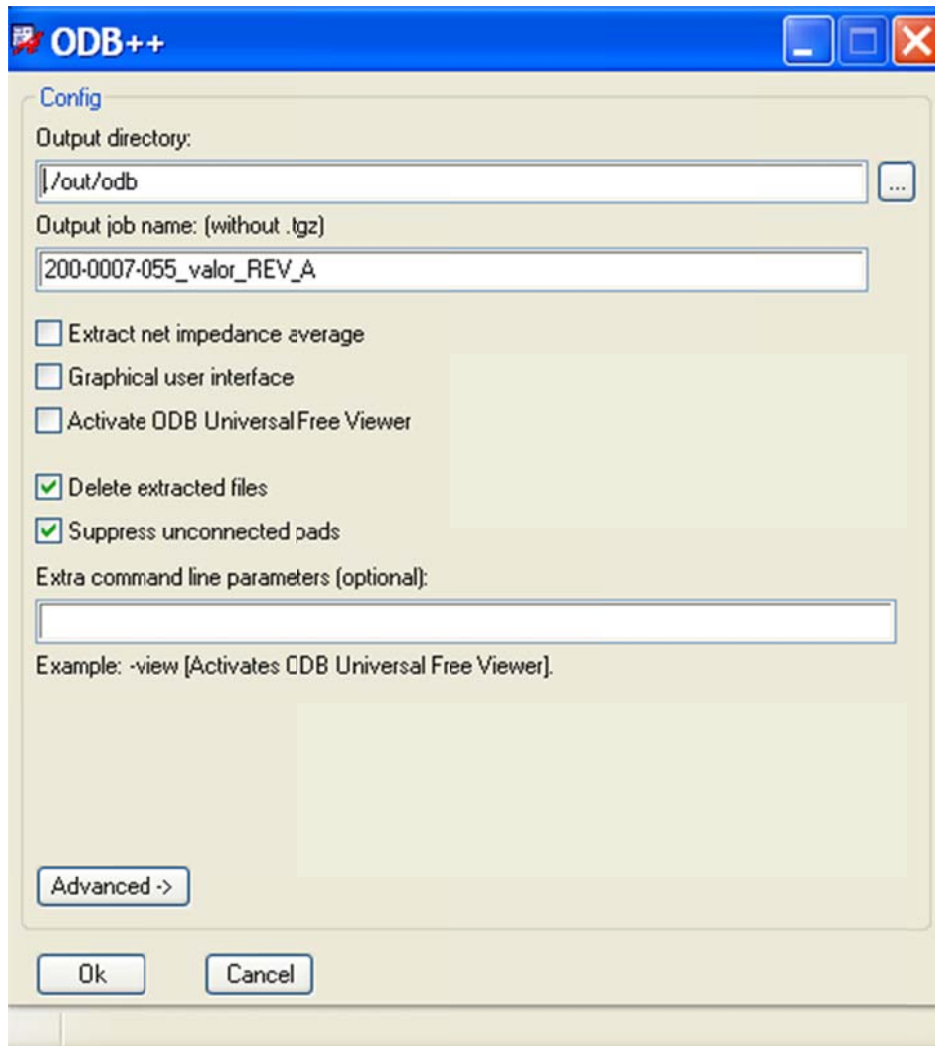 ODB++
Config
Output directory:
./out/odb
...
Output job name: (without .tgz)
200-0007-055_valor_REV_A
Extract net impedance average
Graphical user interface
Activate ODB Universal Free Viewer
Delete extracted files
Suppress unconnected pads
Extra command line parameters (optional):
Example: -view [Activates ODB Universal Free Viewer].
Advanced ->
Ok
Cancel